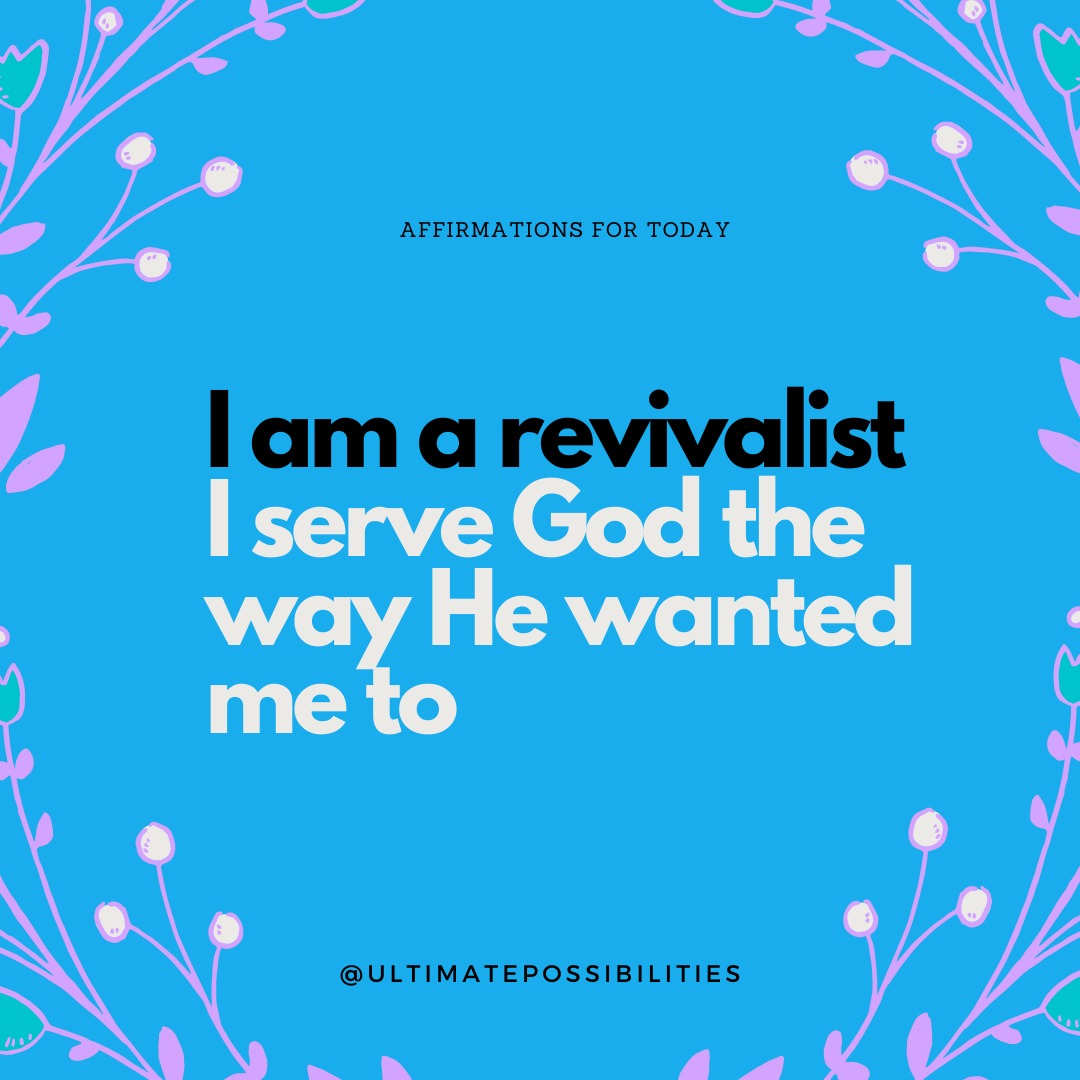 AFFIRMATIONS FOR TODAY
I am a revivalist
I serve God the
way He wanted
me to
@ULTIMATEPOSSIBILITIES